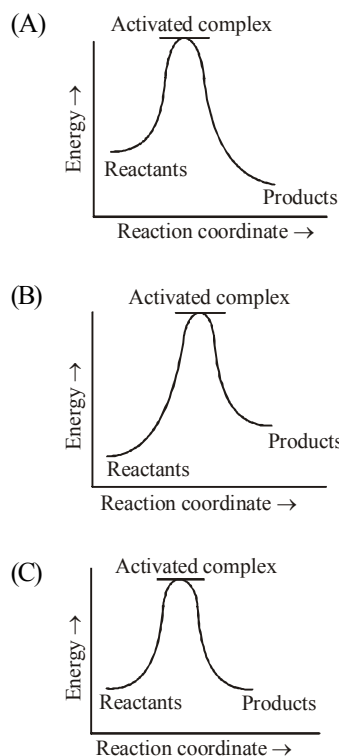 (A)
Activated complex
Energy →
Reactants
Products
Reaction coordinate →
(B)
Activated complex
Energy →
Reactants
Products
Reaction coordinate →
(C)
Activated complex
Energy →
Reactants Products
Reaction coordinate →